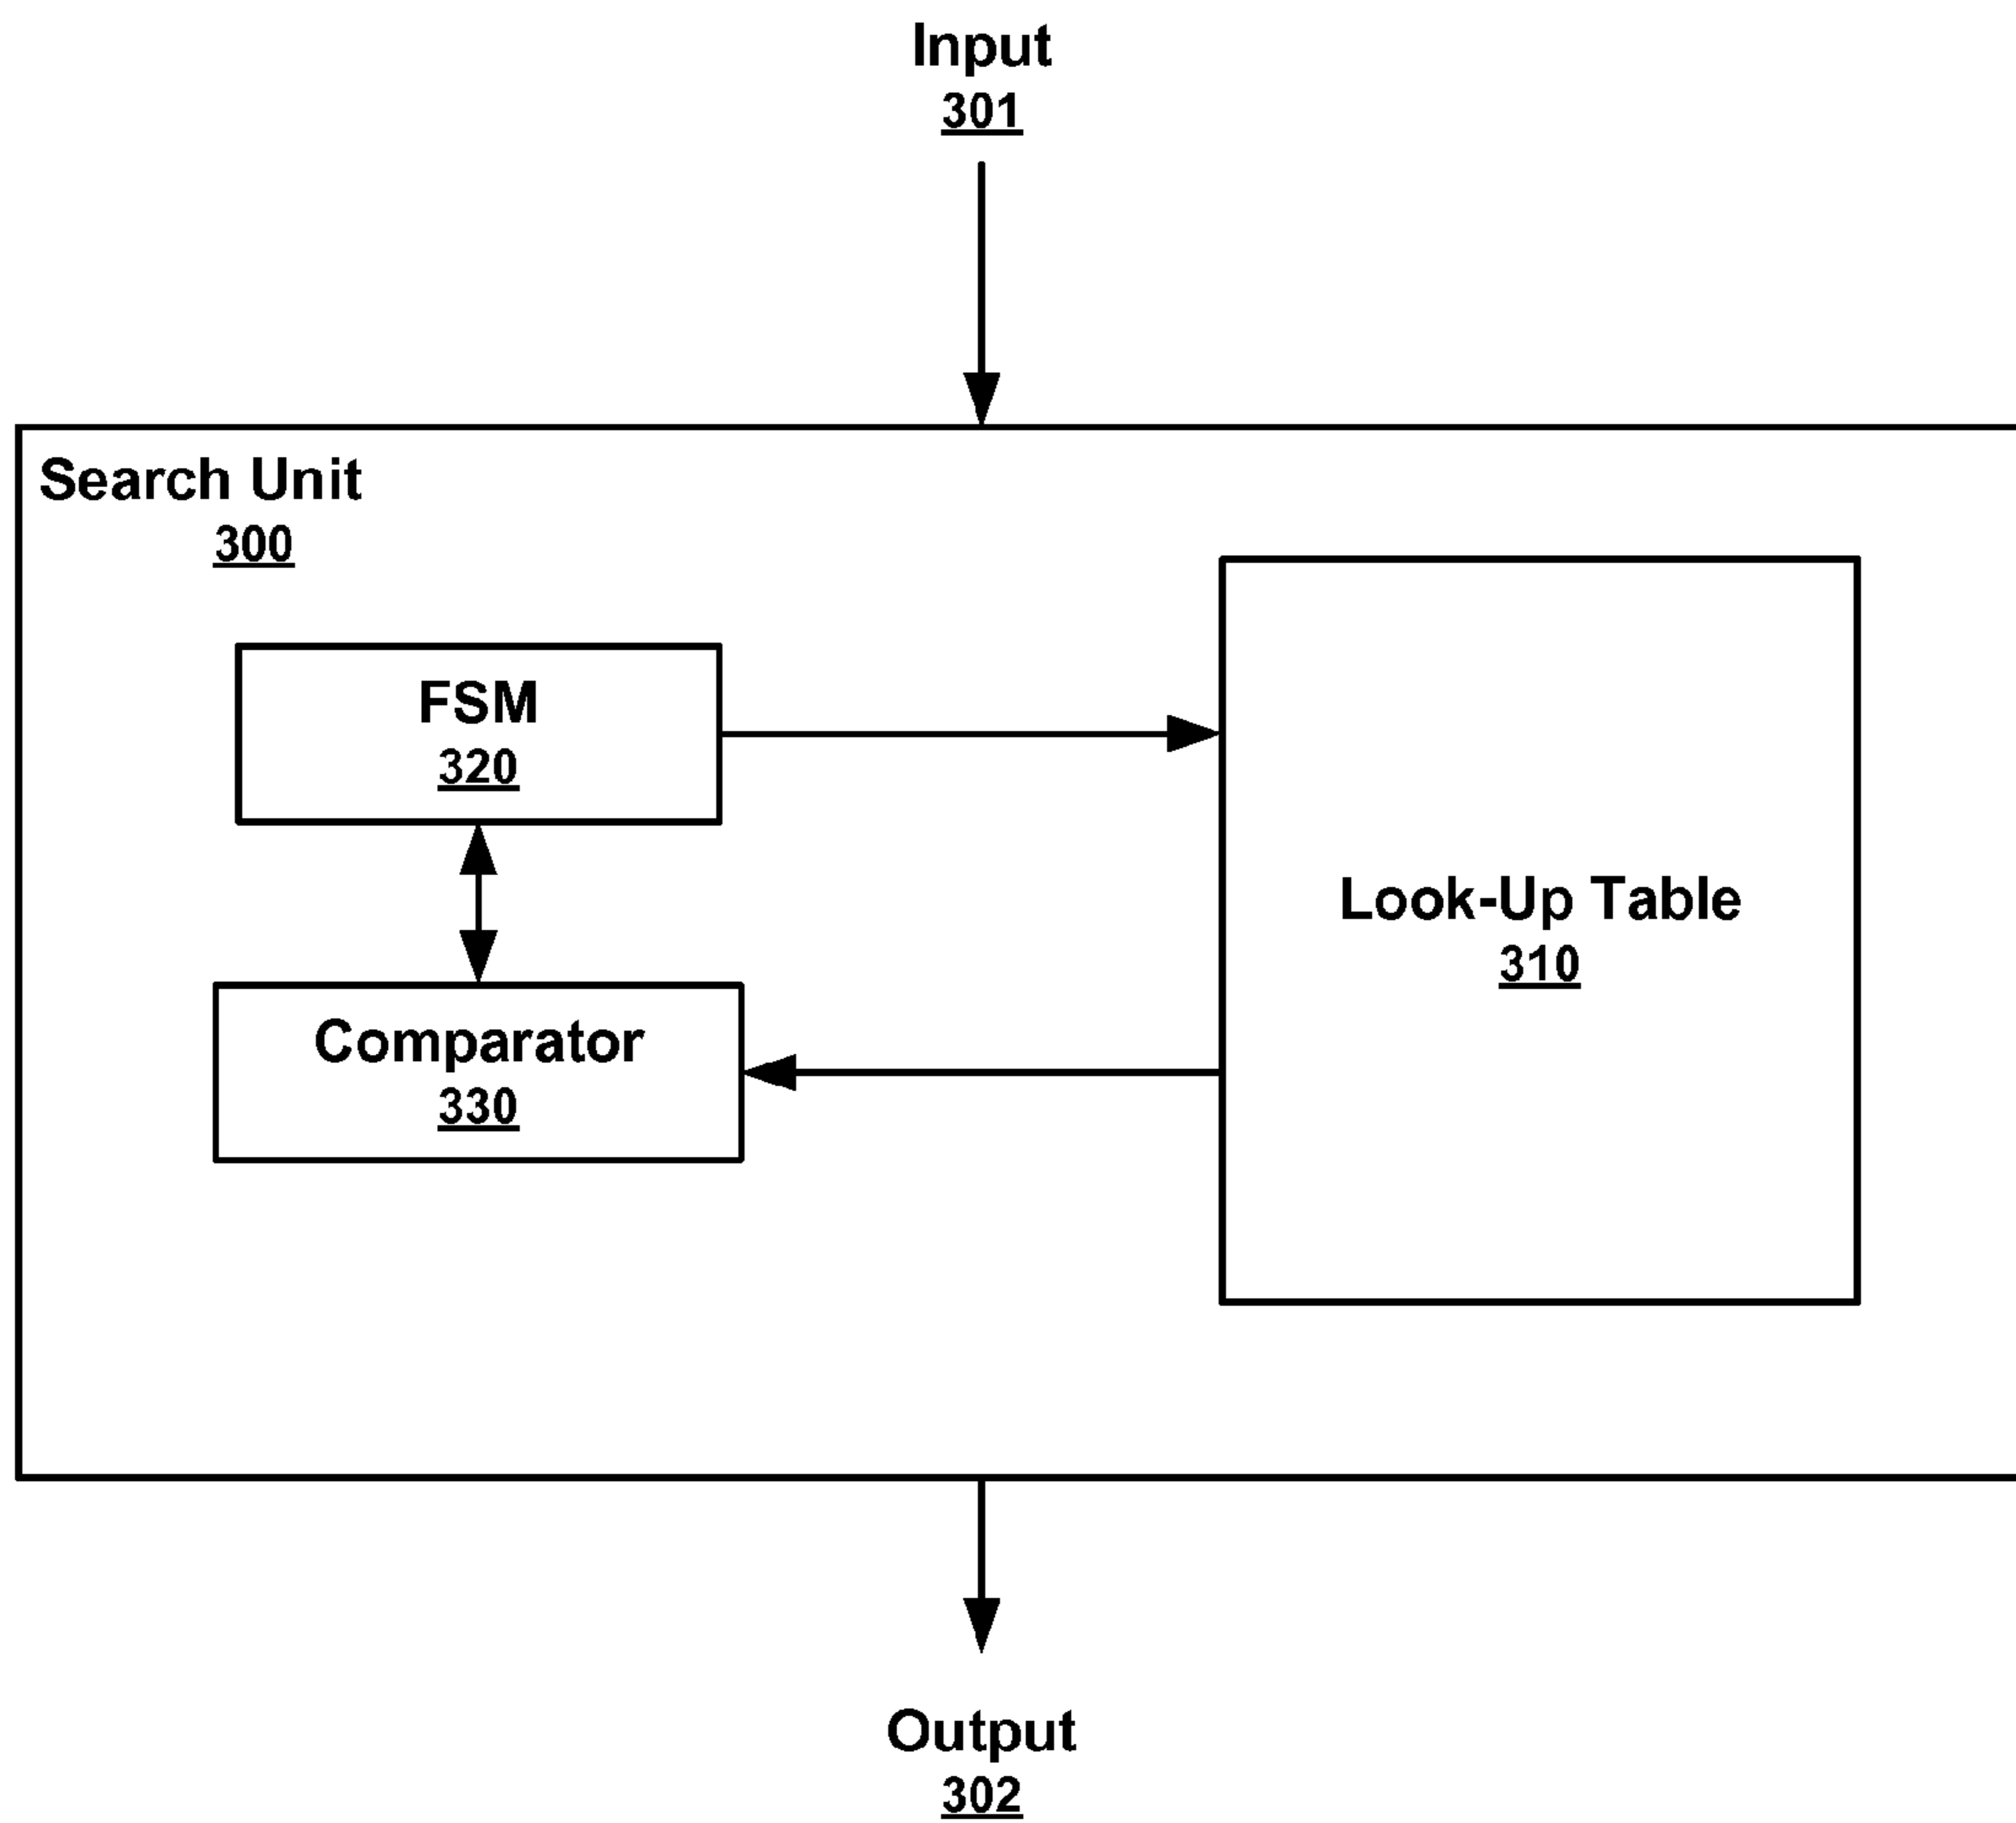 Input
301
Search Unit
300
FSM
320
Look-Up Table
310
Comparator
330
Output
302